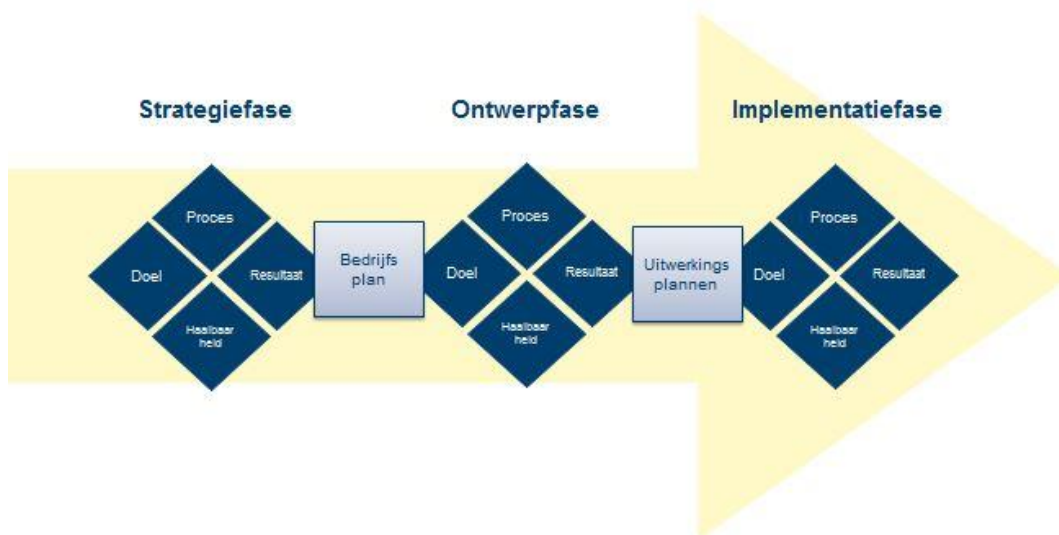 Strategiefase
Ontwerpfase
Implementatiefase
Proces
Doel
Resultaat
Haalbaar
heid
Bedrijfs
plan
Proces
Doel
Resultaat
Haalbaar
heid
Uitwerkings
plannen
Proces
Doel
Resultaat
Haalbaar
heid